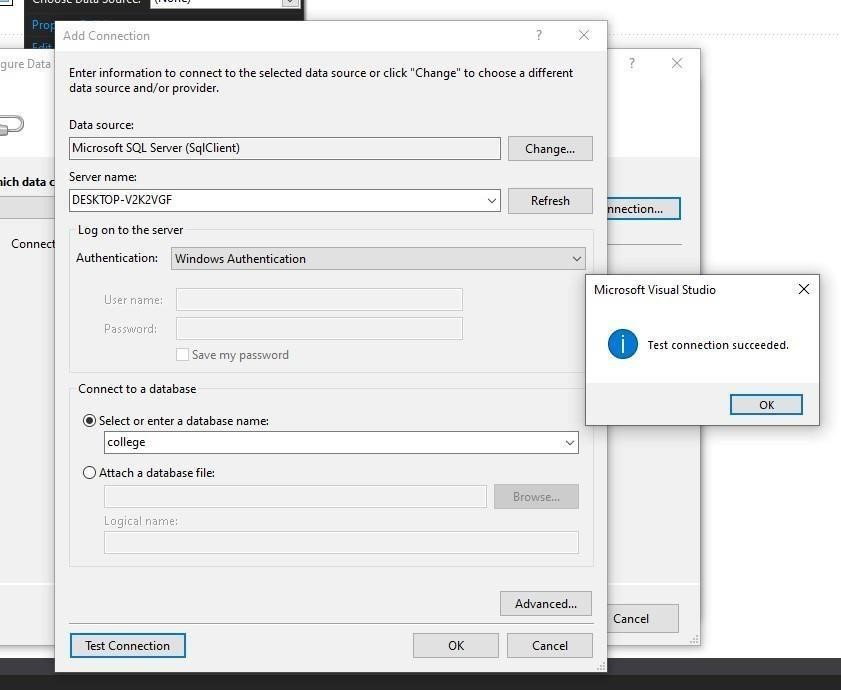 Choose Data Source: (None)
Prop
Edit
Add Connection
?
gure Data
?
Enter information to connect to the selected data source or click "Change" to choose a different
data source and/or provider.
Data source:
Microsoft SQL Server (SqlClient)
Change...
hich data c
Server name:
DESKTOP-V2K2VGF
Refresh
nnection...
Log on to the server
Connect
Authentication: Windows Authentication
User name:
Password:
Save my password
Microsoft Visual Studio
Test connection succeeded.
OK
Connect to a database
Select or enter a database name:
college
Attach a database file:
Browse...
Logical name:
Advanced...
Cancel
Test Connection
OK
Cancel